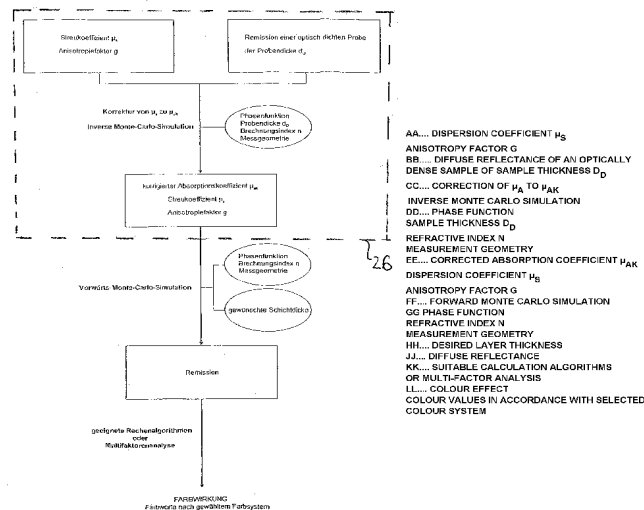 Streukoeffizient µs
Anisotropiefaktor g
Remission einer optisch dichten Probe
der Probendicke dD
Korrektur von µa zu µak
Inverse Monte-Carlo-Simulation
Phasenfunktion
Probendicke dD
Brechnungsindex n
Messgeometrie
korrigierter Absorptionskoeffizient µak
Streukoeffizient µs
Anisotropiefaktor g
26
Phasenfunktion
Brechnungsindex n
Messgeometrie
Vorwärts-Monte-Carlo-Simulation
gewünschte Schichtdicke
Remission
geeignete Rechenalgorithmen
oder
Multifaktorenanalyse
FARBWIRKUNG
Farbwerte nach gewähltem Farbsystem
AA.... DISPERSION COEFFICIENT µS
ANISOTROPY FACTOR G
BB..... DIFFUSE REFLECTANCE OF AN OPTICALLY
DENSE SAMPLE OF SAMPLE THICKNESS DD
CC.... CORRECTION OF µA TO µAK
INVERSE MONTE CARLO SIMULATION
DD.... PHASE FUNCTION
SAMPLE THICKNESS DD
REFRACTIVE INDEX N
MEASUREMENT GEOMETRY
EE.... CORRECTED ABSORPTION COEFFICIENT µAK
DISPERSION COEFFICIENT µS
ANISOTROPY FACTOR G
FF.... FORWARD MONTE CARLO SIMULATION
GG PHASE FUNCTION
REFRACTIVE INDEX N
MEASUREMENT GEOMETRY
HH.... DESIRED LAYER THICKNESS
JJ.... DIFFUSE REFLECTANCE
KK.... SUITABLE CALCULATION ALGORITHMS
OR MULTI-FACTOR ANALYSIS
LL.... COLOUR EFFECT
COLOUR VALUES IN ACCORDANCE WITH SELECTED
COLOUR SYSTEM